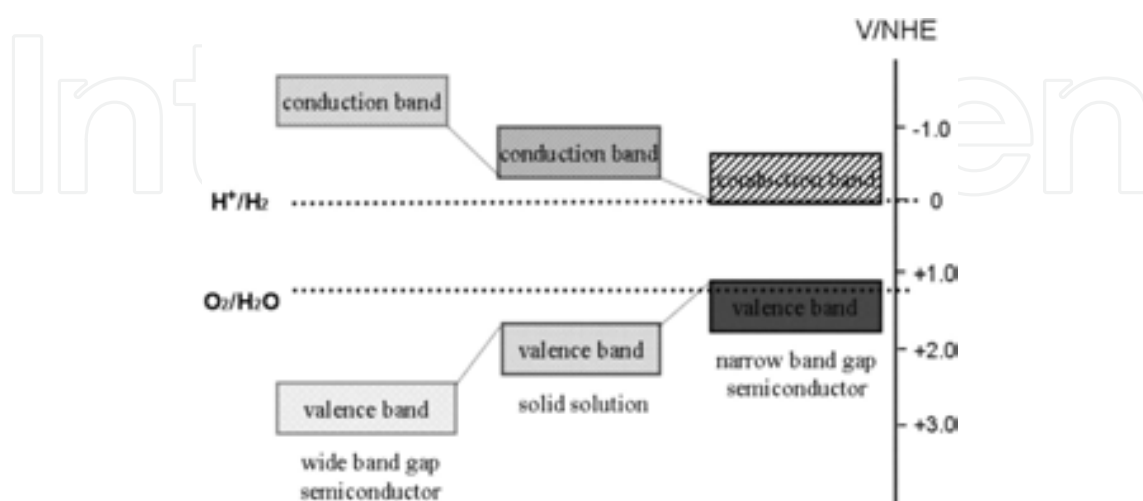 V/NHE
conduction band
-1.0
conduction band
conduction band
H⁺/H₂
0
+1.0
O₂/H₂O
valence band
valence band
+2.0
narrow band gap
semiconductor
solid solution
valence band
+3.0
wide band gap
semiconductor